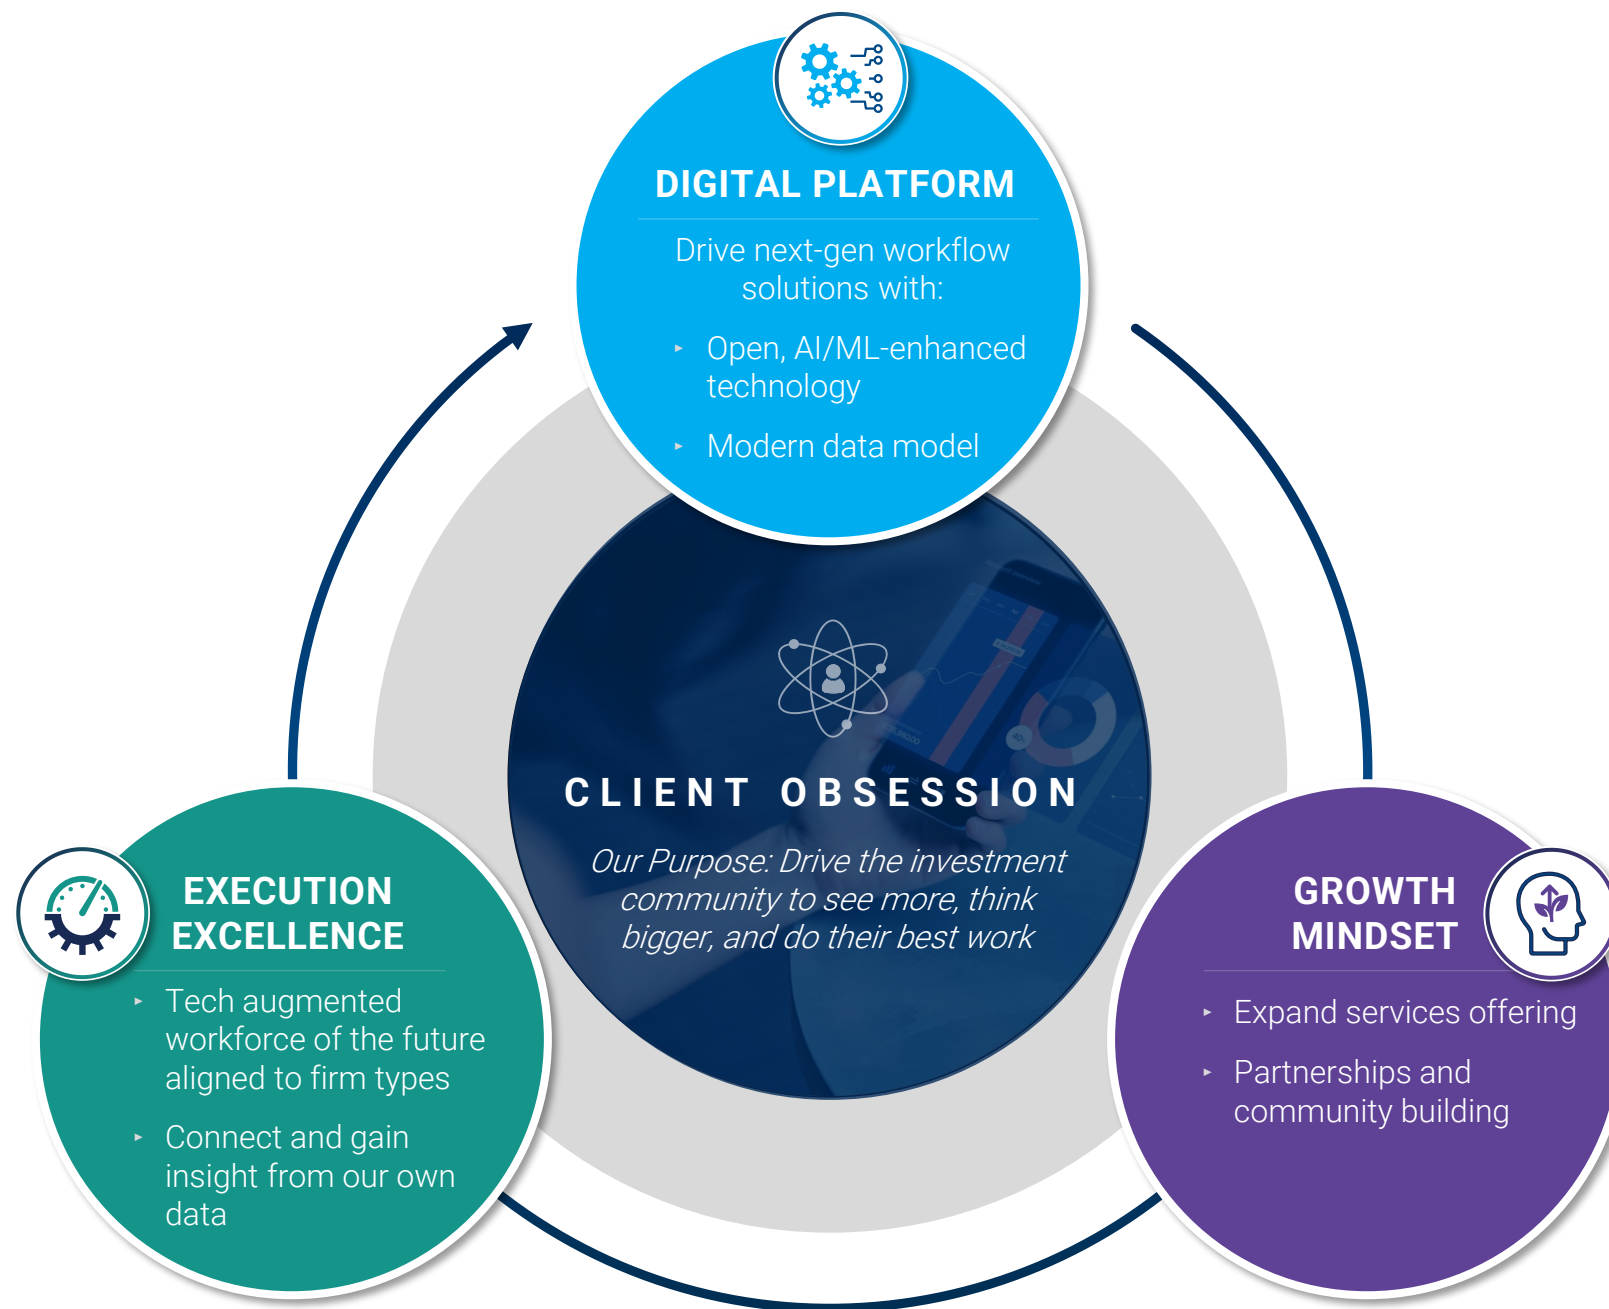 DIGITAL PLATFORM
Drive next-gen workflow
solutions with:
▸ Open, AI/ML-enhanced
technology
▸ Modern data model
CLIENT OBSESSION
Our Purpose: Drive the investment
community to see more, think
bigger, and do their best work
EXECUTION
EXCELLENCE
▸ Tech augmented
workforce of the future
aligned to firm types
▸ Connect and gain
insight from our own
data
GROWTH
MINDSET
▸ Expand services offering
▸ Partnerships and
community building